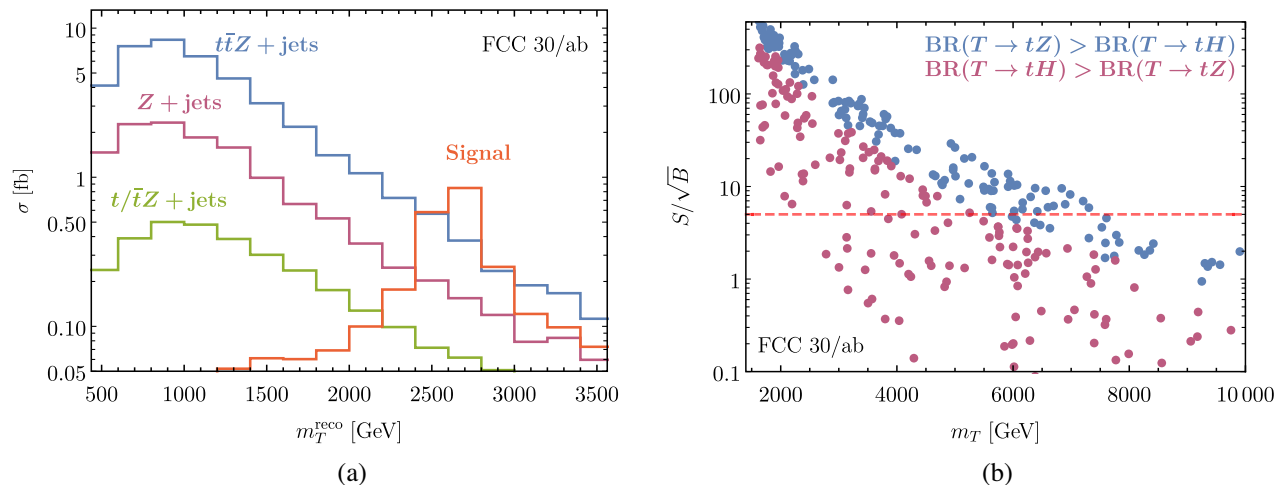 10
5
1
0.50
0.10
0.05
σ [fb]
tt̄Z + jets
Z + jets
t/t̄Z + jets
Signal
FCC 30/ab
500 1000 1500 2000 2500 3000 3500
m_T^reco [GeV]
(a)
100
10
5
1
0.1
S/√B
BR(T → tZ) > BR(T → tH)
BR(T → tH) > BR(T → tZ)
FCC 30/ab
2000 4000 6000 8000 10 000
m_T [GeV]
(b)